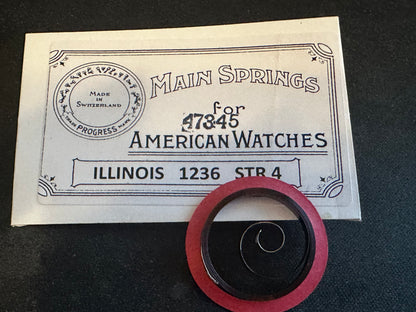 MADE
IN
SWITZERLAND
PROGRESS
MAIN SPRINGS
for
47345
AMERICAN WATCHES
ILLINOIS 1236 STR 4